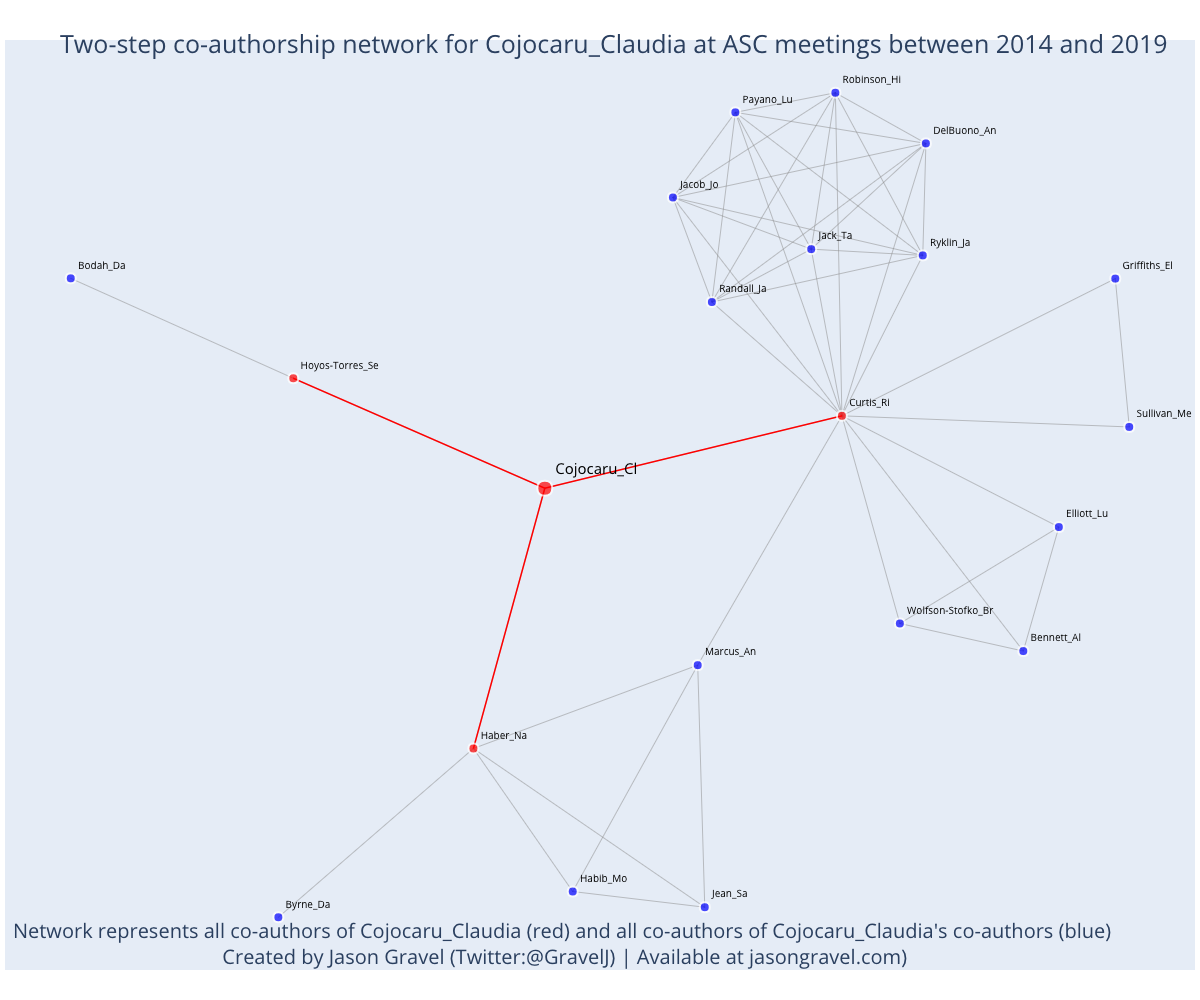 Two-step co-authorship network for Cojocaru_Claudia at ASC meetings between 2014 and 2019
Robinson_Hi
Payano_Lu
DelBuono_An
Jacob_Jo
Jack_Ta
Ryklin_Ja
Bodah_Da
Griffiths_El
Randall_Ja
Hoyos-Torres_Se
Curtis_Ri
Sullivan_Me
Cojocaru_Cl
Elliott_Lu
Wolfson-Stofko_Br
Bennett_Al
Marcus_An
Haber_Na
Habib_Mo
Jean_Sa
Byrne_Da
Network represents all co-authors of Cojocaru_Claudia (red) and all co-authors of Cojocaru_Claudia's co-authors (blue)
Created by Jason Gravel (Twitter:@GravelJ) | Available at jasongravel.com)